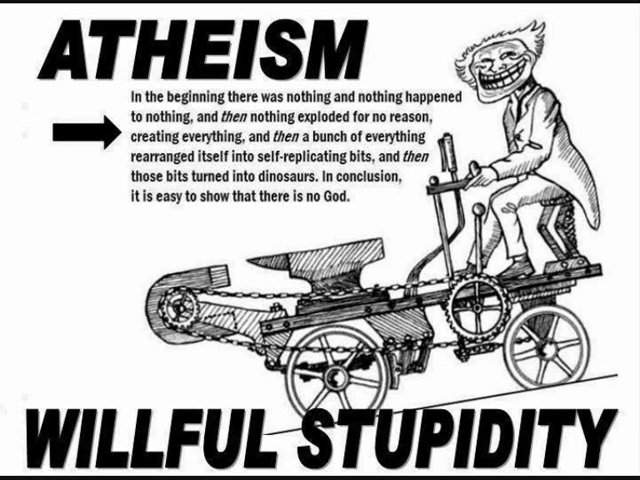 ATHEISM
In the beginning there was nothing and nothing happened
to nothing, and then nothing exploded for no reason,
creating everything, and then a bunch of everything
rearranged itself into self-replicating bits, and then
those bits turned into dinosaurs. In conclusion,
it is easy to show that there is no God.
WILLFUL STUPIDITY